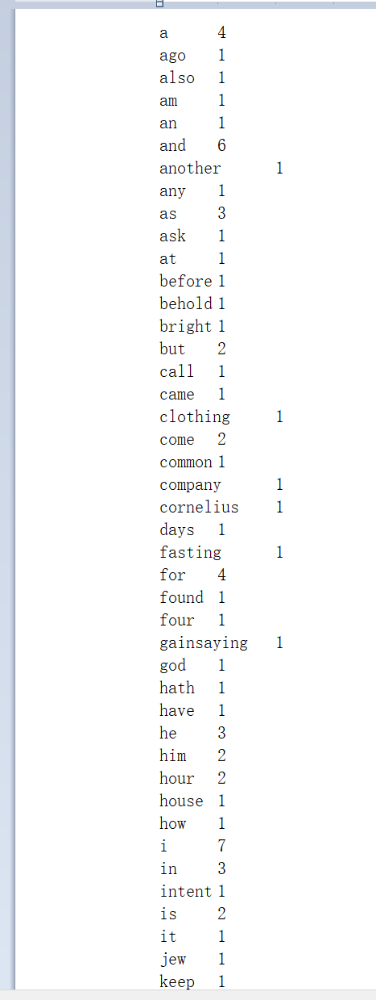 a 4
ago 1
also 1
am 1
an 1
and 6
another 1
any 1
as 3
ask 1
at 1
before 1
behold 1
bright 1
but 2
call 1
came 1
clothing 1
come 2
common 1
company 1
cornelius 1
days 1
fasting 1
for 4
found 1
four 1
gainsaying 1
god 1
hath 1
have 1
he 3
him 2
hour 2
house 1
how 1
i 7
in 3
intent 1
is 2
it 1
jew 1
keep 1